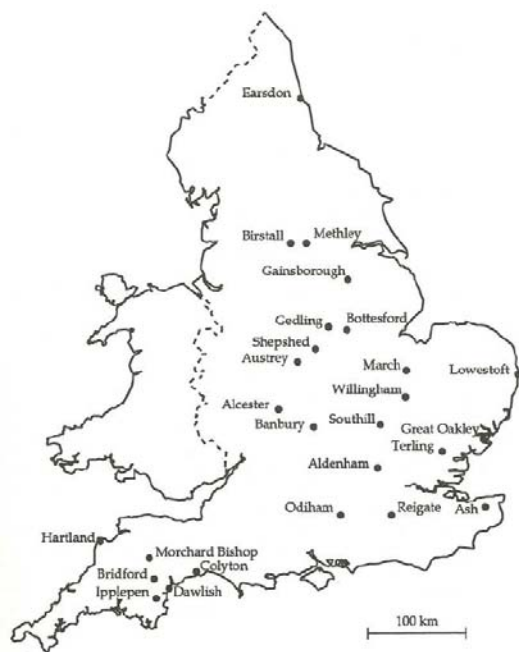 Earsdon
Birstall
Methley
Gainsborough
Gedling
Bottesford
Shepshed
Austrey
March
Lowestoft
Willingham
Alcester
Southill
Great Oakley
Banbury
Terling
Aldenham
Odiham
Reigate
Ash
Hartland
Morchard Bishop
Colyton
Bridford
Ipplepen
Dawlish
100 km